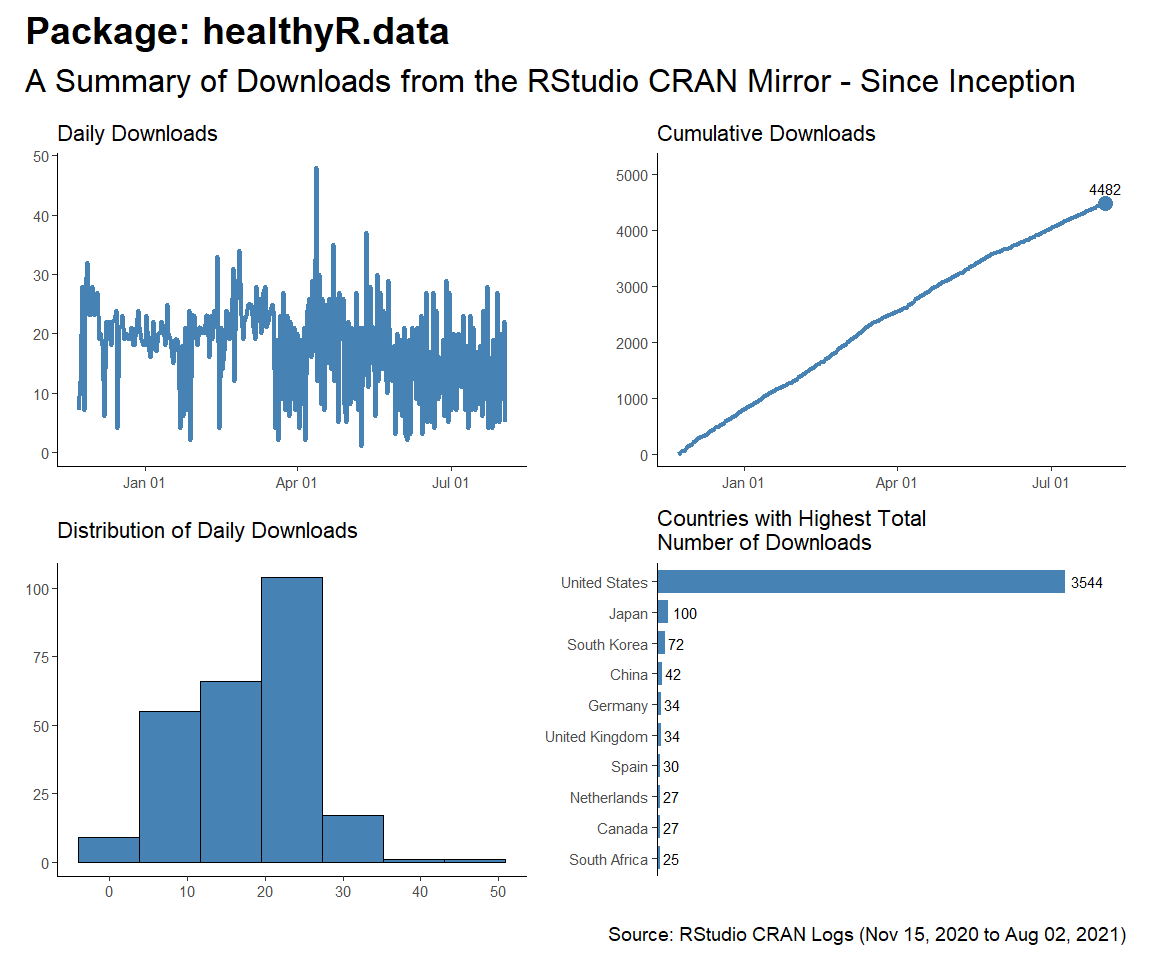 Package: healthyR.data
A Summary of Downloads from the RStudio CRAN Mirror - Since Inception
Daily Downloads
50
40
30
20
10
0
Jan 01
Apr 01
Jul 01
Cumulative Downloads
5000
4000
3000
2000
1000
0
4482
Jan 01
Apr 01
Jul 01
Distribution of Daily Downloads
100
75
50
25
0
0
10
20
30
40
50
Countries with Highest Total
Number of Downloads
United States 3544
Japan 100
South Korea 72
China 42
Germany 34
United Kingdom 34
Spain 30
Netherlands 27
Canada 27
South Africa 25
Source: RStudio CRAN Logs (Nov 15, 2020 to Aug 02, 2021)